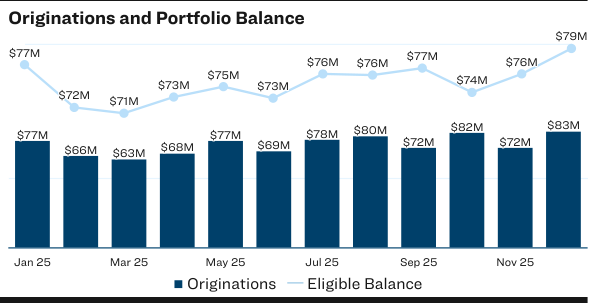 Originations and Portfolio Balance
$77M $72M $71M $73M $75M $73M $76M $76M $77M $74M $76M $79M
$77M $66M $63M $68M $77M $69M $78M $80M $72M $82M $72M $83M
Jan 25 Mar 25 May 25 Jul 25 Sep 25 Nov 25
Originations Eligible Balance